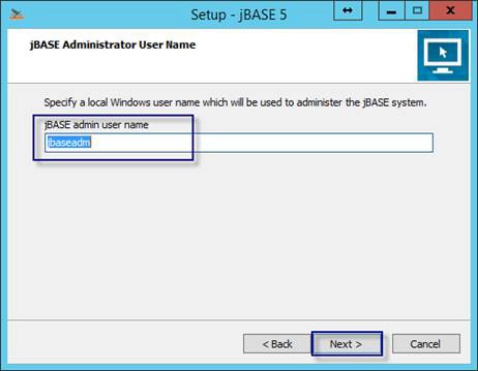 Setup - jBASE 5
jBASE Administrator User Name
Specify a local Windows user name which will be used to administer the jBASE system.
jBASE admin user name
jbaseadm
< Back
Next >
Cancel